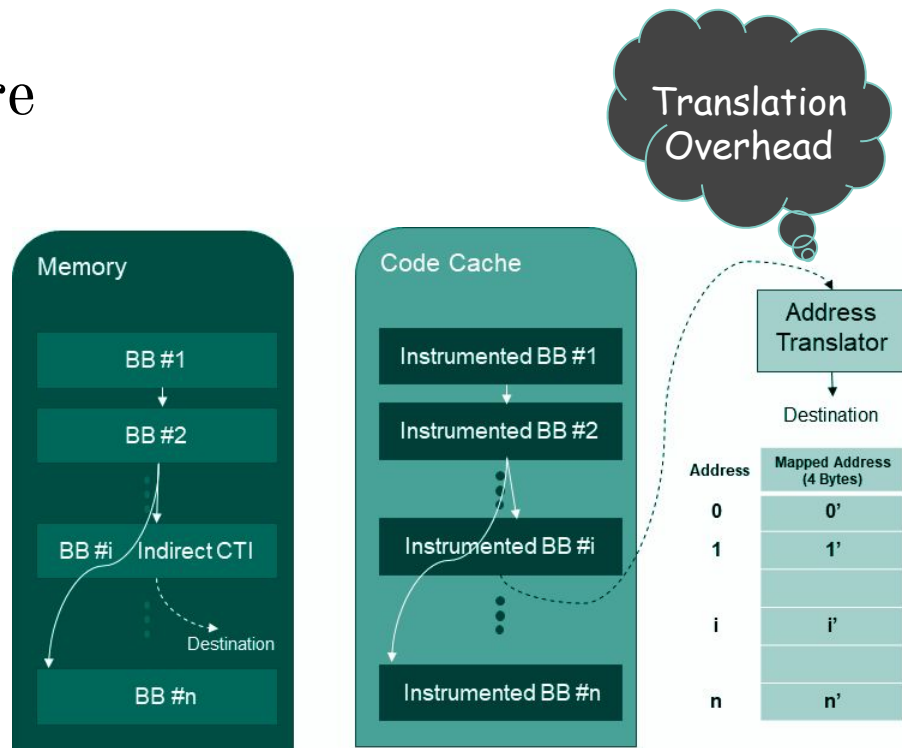 re
Translation
Overhead
Memory
BB #1
BB #2
BB #i Indirect CTI
Destination
BB #n
Code Cache
Instrumented BB #1
Instrumented BB #2
Instrumented BB #i
Instrumented BB #n
Address
Translator
Destination
Address Mapped Address
(4 Bytes)
0 0’
1 1’
i i’
n n’